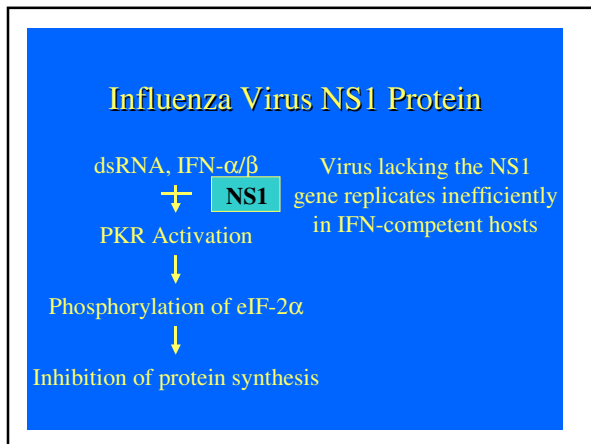 Influenza Virus NS1 Protein
dsRNA, IFN-α/β
NS1
PKR Activation
Phosphorylation of eIF-2α
Inhibition of protein synthesis
Virus lacking the NS1
gene replicates inefficiently
in IFN-competent hosts